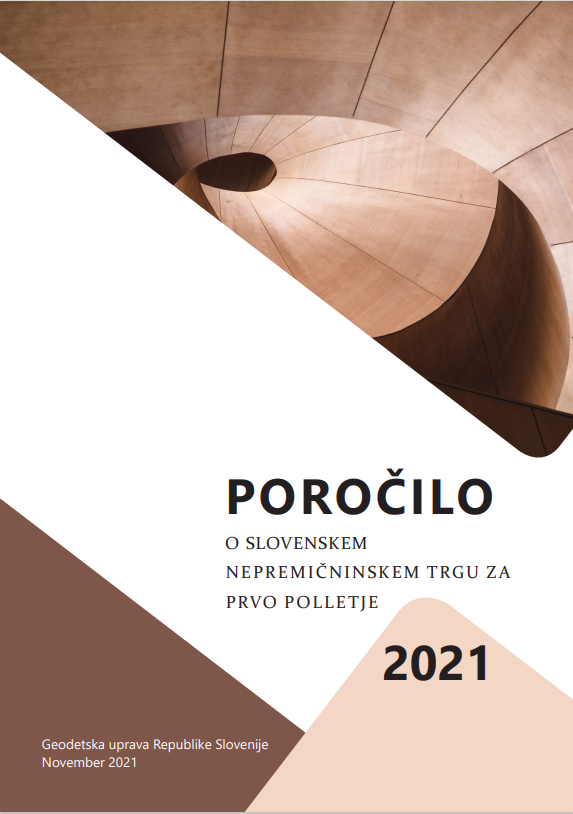 POROČILO
O SLOVENSKEM
NEPREMIČNINSKEM TRGU ZA
PRVO POLLETJE
2021
Geodetska uprava Republike Slovenije
November 2021